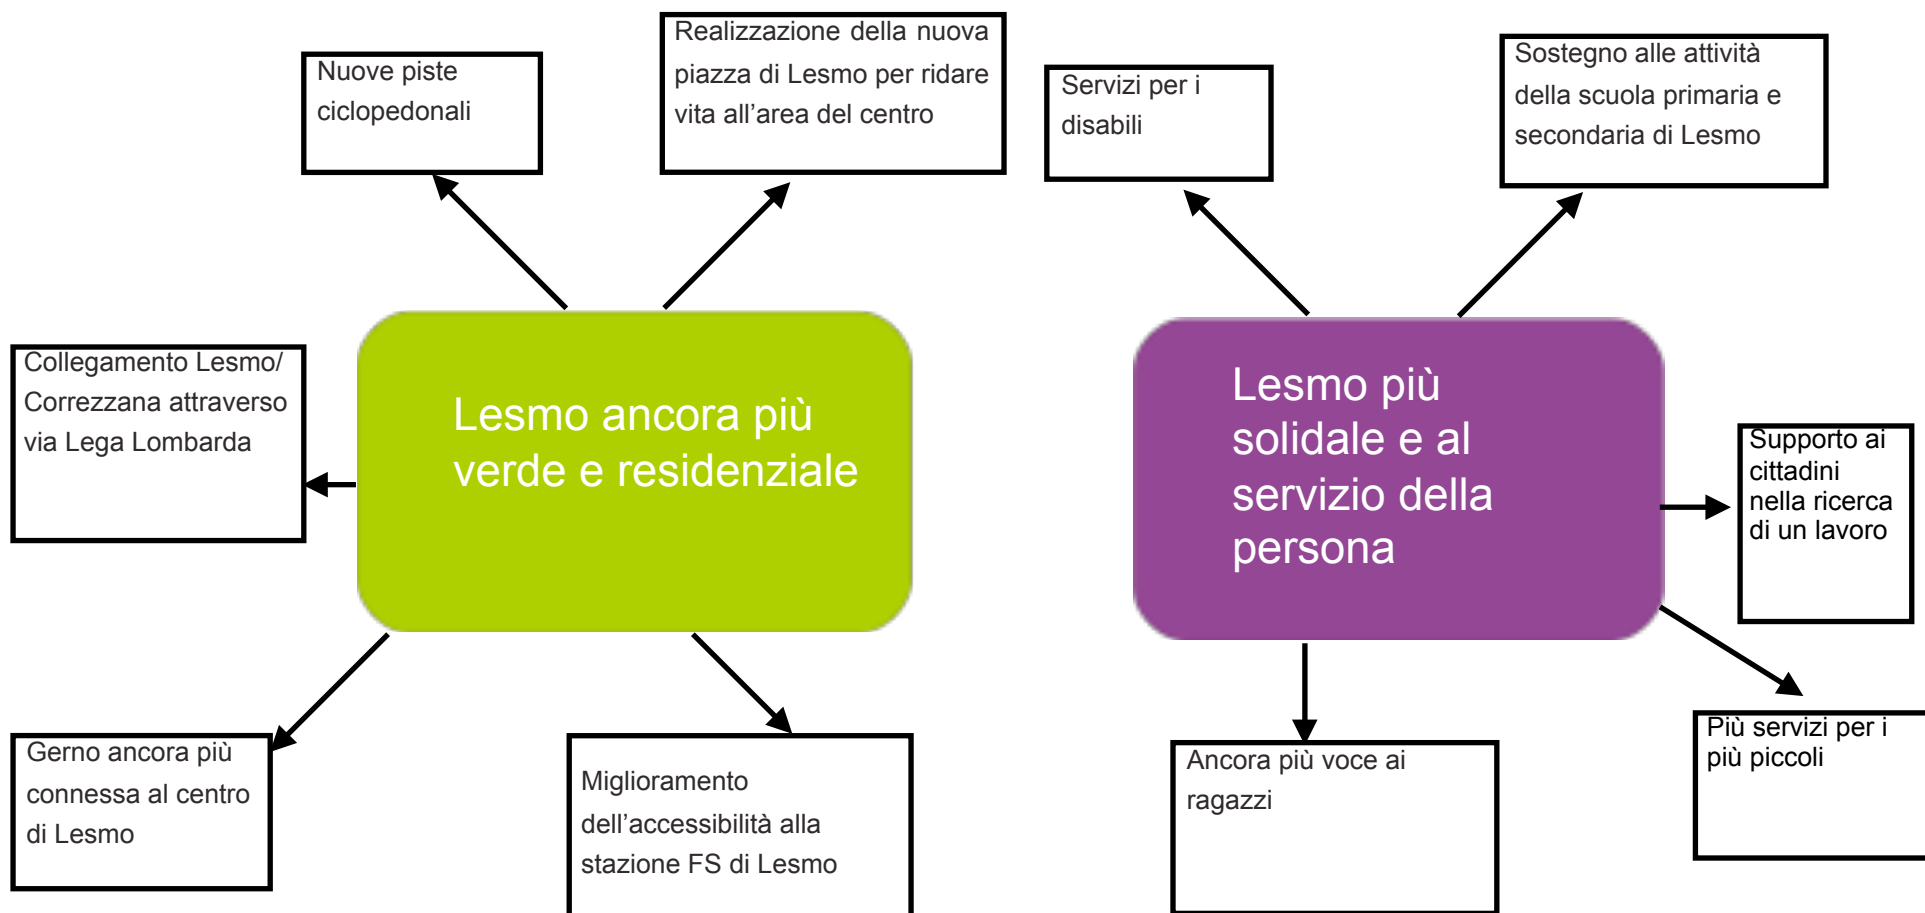 Nuove piste
ciclopedonali
Realizzazione della nuova
piazza di Lesmo per ridare
vita all’area del centro
Collegamento Lesmo/
Correzzana attraverso
via Lega Lombarda
Lesmo ancora più
verde e residenziale
Gerno ancora più
connessa al centro
di Lesmo
Miglioramento
dell’accessibilità alla
stazione FS di Lesmo
Servizi per i
disabili
Sostegno alle attività
della scuola primaria e
secondaria di Lesmo
Lesmo più
solidale e al
servizio della
persona
Supporto ai
cittadini
nella ricerca
di un lavoro
Ancora più voce ai
ragazzi
Più servizi per i
più piccoli